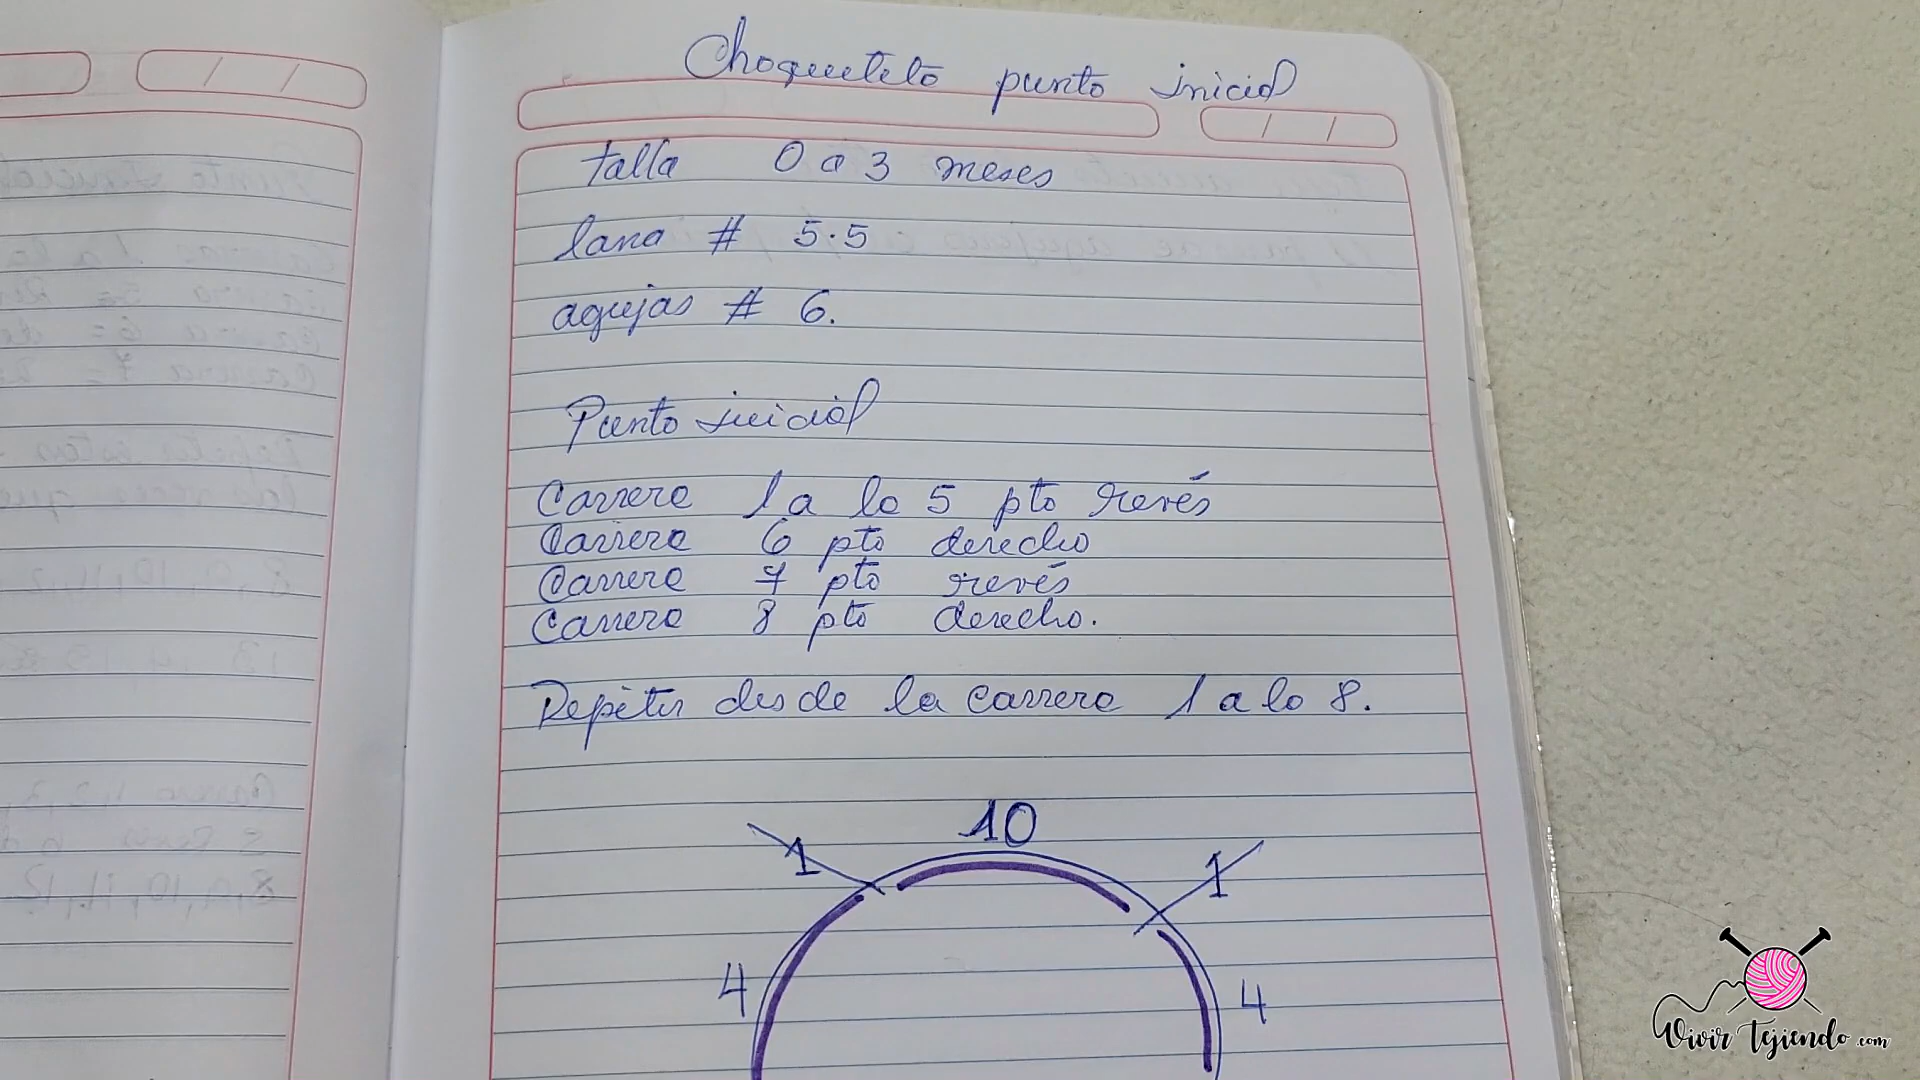 Choquetita punto inicial
talla 0 a 3 meses
lana # 5.5
agujas # 6.
Punto inicial
Carrera 1 a la 5 pto revés
Carrera 6 pto derecho
Carrera 7 pto revés
Carrera 8 pto derecho.
Repetir desde la carrera 1 a la 8.
10
1 1
4 4
Vivir Tejiendo.com